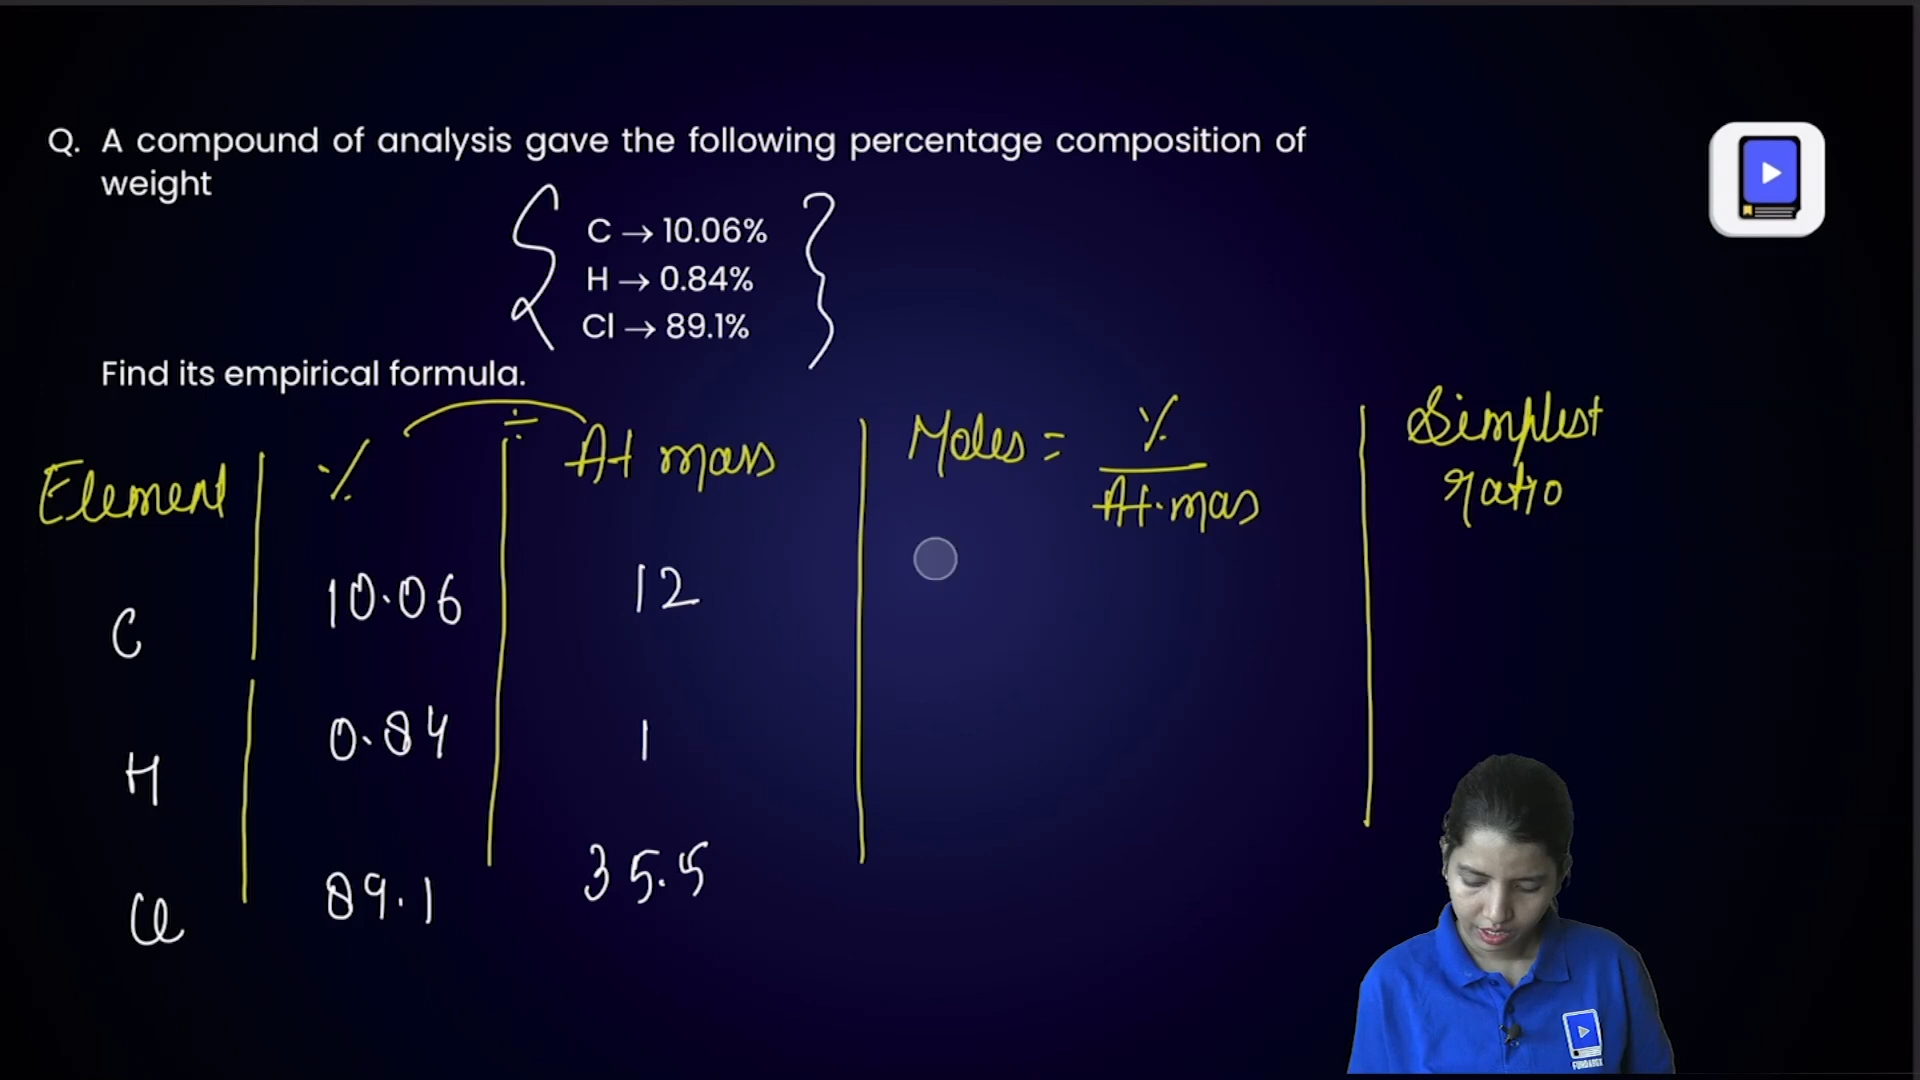 Q. A compound of analysis gave the following percentage composition of
weight
C → 10.06%
H → 0.84%
Cl → 89.1%
Find its empirical formula.
Element % ÷ At mass Moles = % / At. mas Simplest ratio
C 10.06 12
H 0.84 1
Cl 89.1 35.5